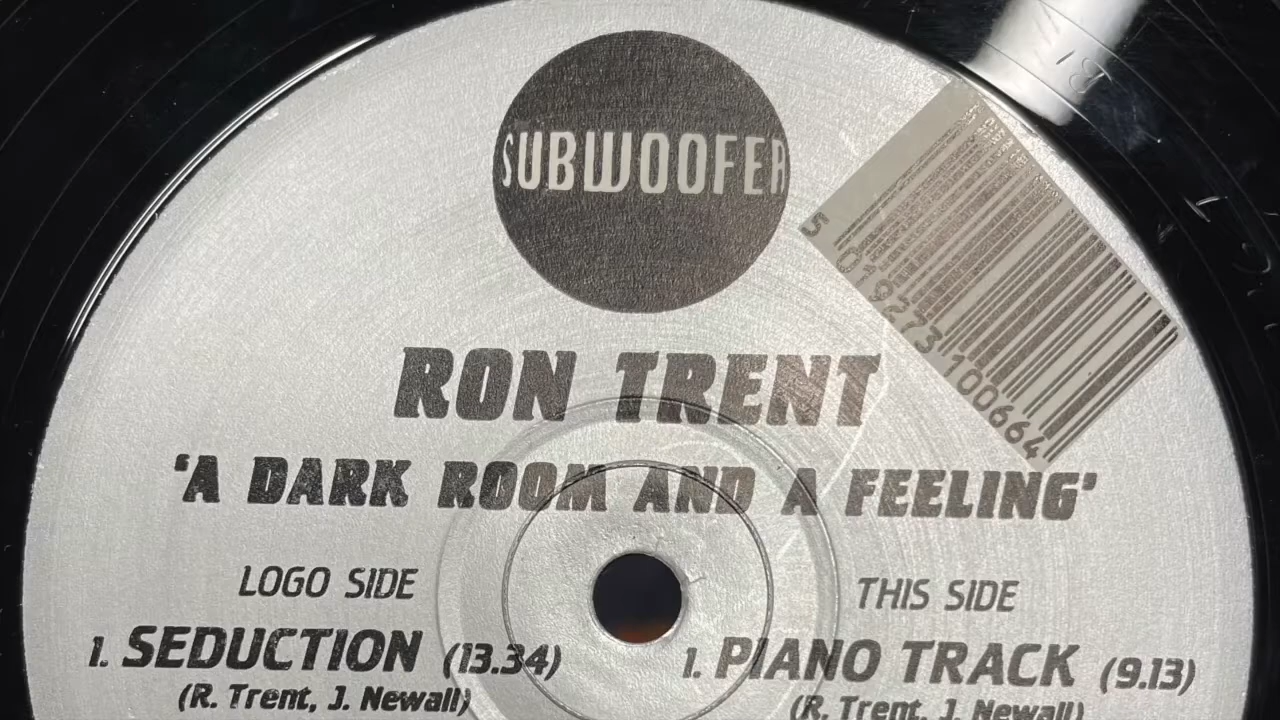 SUBWOOFER
5 019273 100664
RON TRENT
'A DARK ROOM AND A FEELING'
LOGO SIDE
1. SEDUCTION (13.34)
(R. Trent, J. Newall)
THIS SIDE
1. PIANO TRACK (9.13)
(R. Trent, J. Newall)